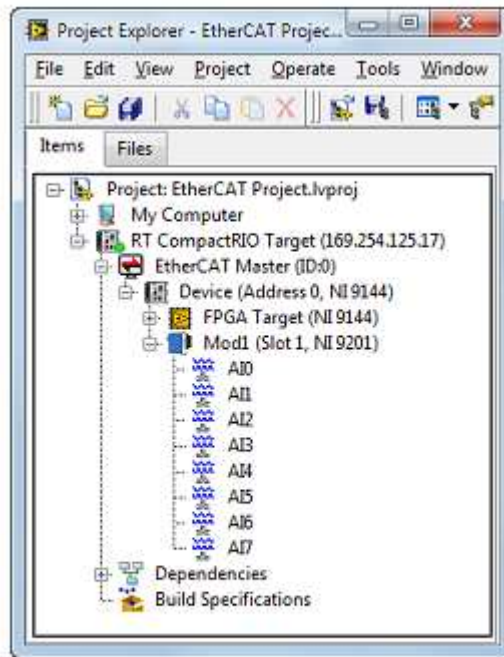 Project Explorer - EtherCAT Projec...
File Edit View Project Operate Tools Window
Items Files
Project: EtherCAT Project.lvproj
My Computer
RT CompactRIO Target (169.254.125.17)
EtherCAT Master (ID:0)
Device (Address 0, NI 9144)
FPGA Target (NI 9144)
Mod1 (Slot 1, NI 9201)
AI0
AI1
AI2
AI3
AI4
AI5
AI6
AI7
Dependencies
Build Specifications